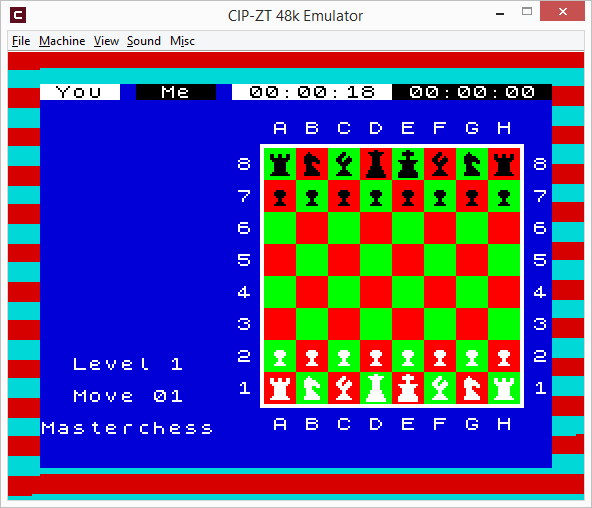 CIP-ZT 48k Emulator
File Machine View Sound Misc
You Me 00:00:18 00:00:00
A B C D E F G H
8 8
7 7
6 6
5 5
4 4
3 3
2 2
Level 1
1 1
Move 01
A B C D E F G H
Masterchess